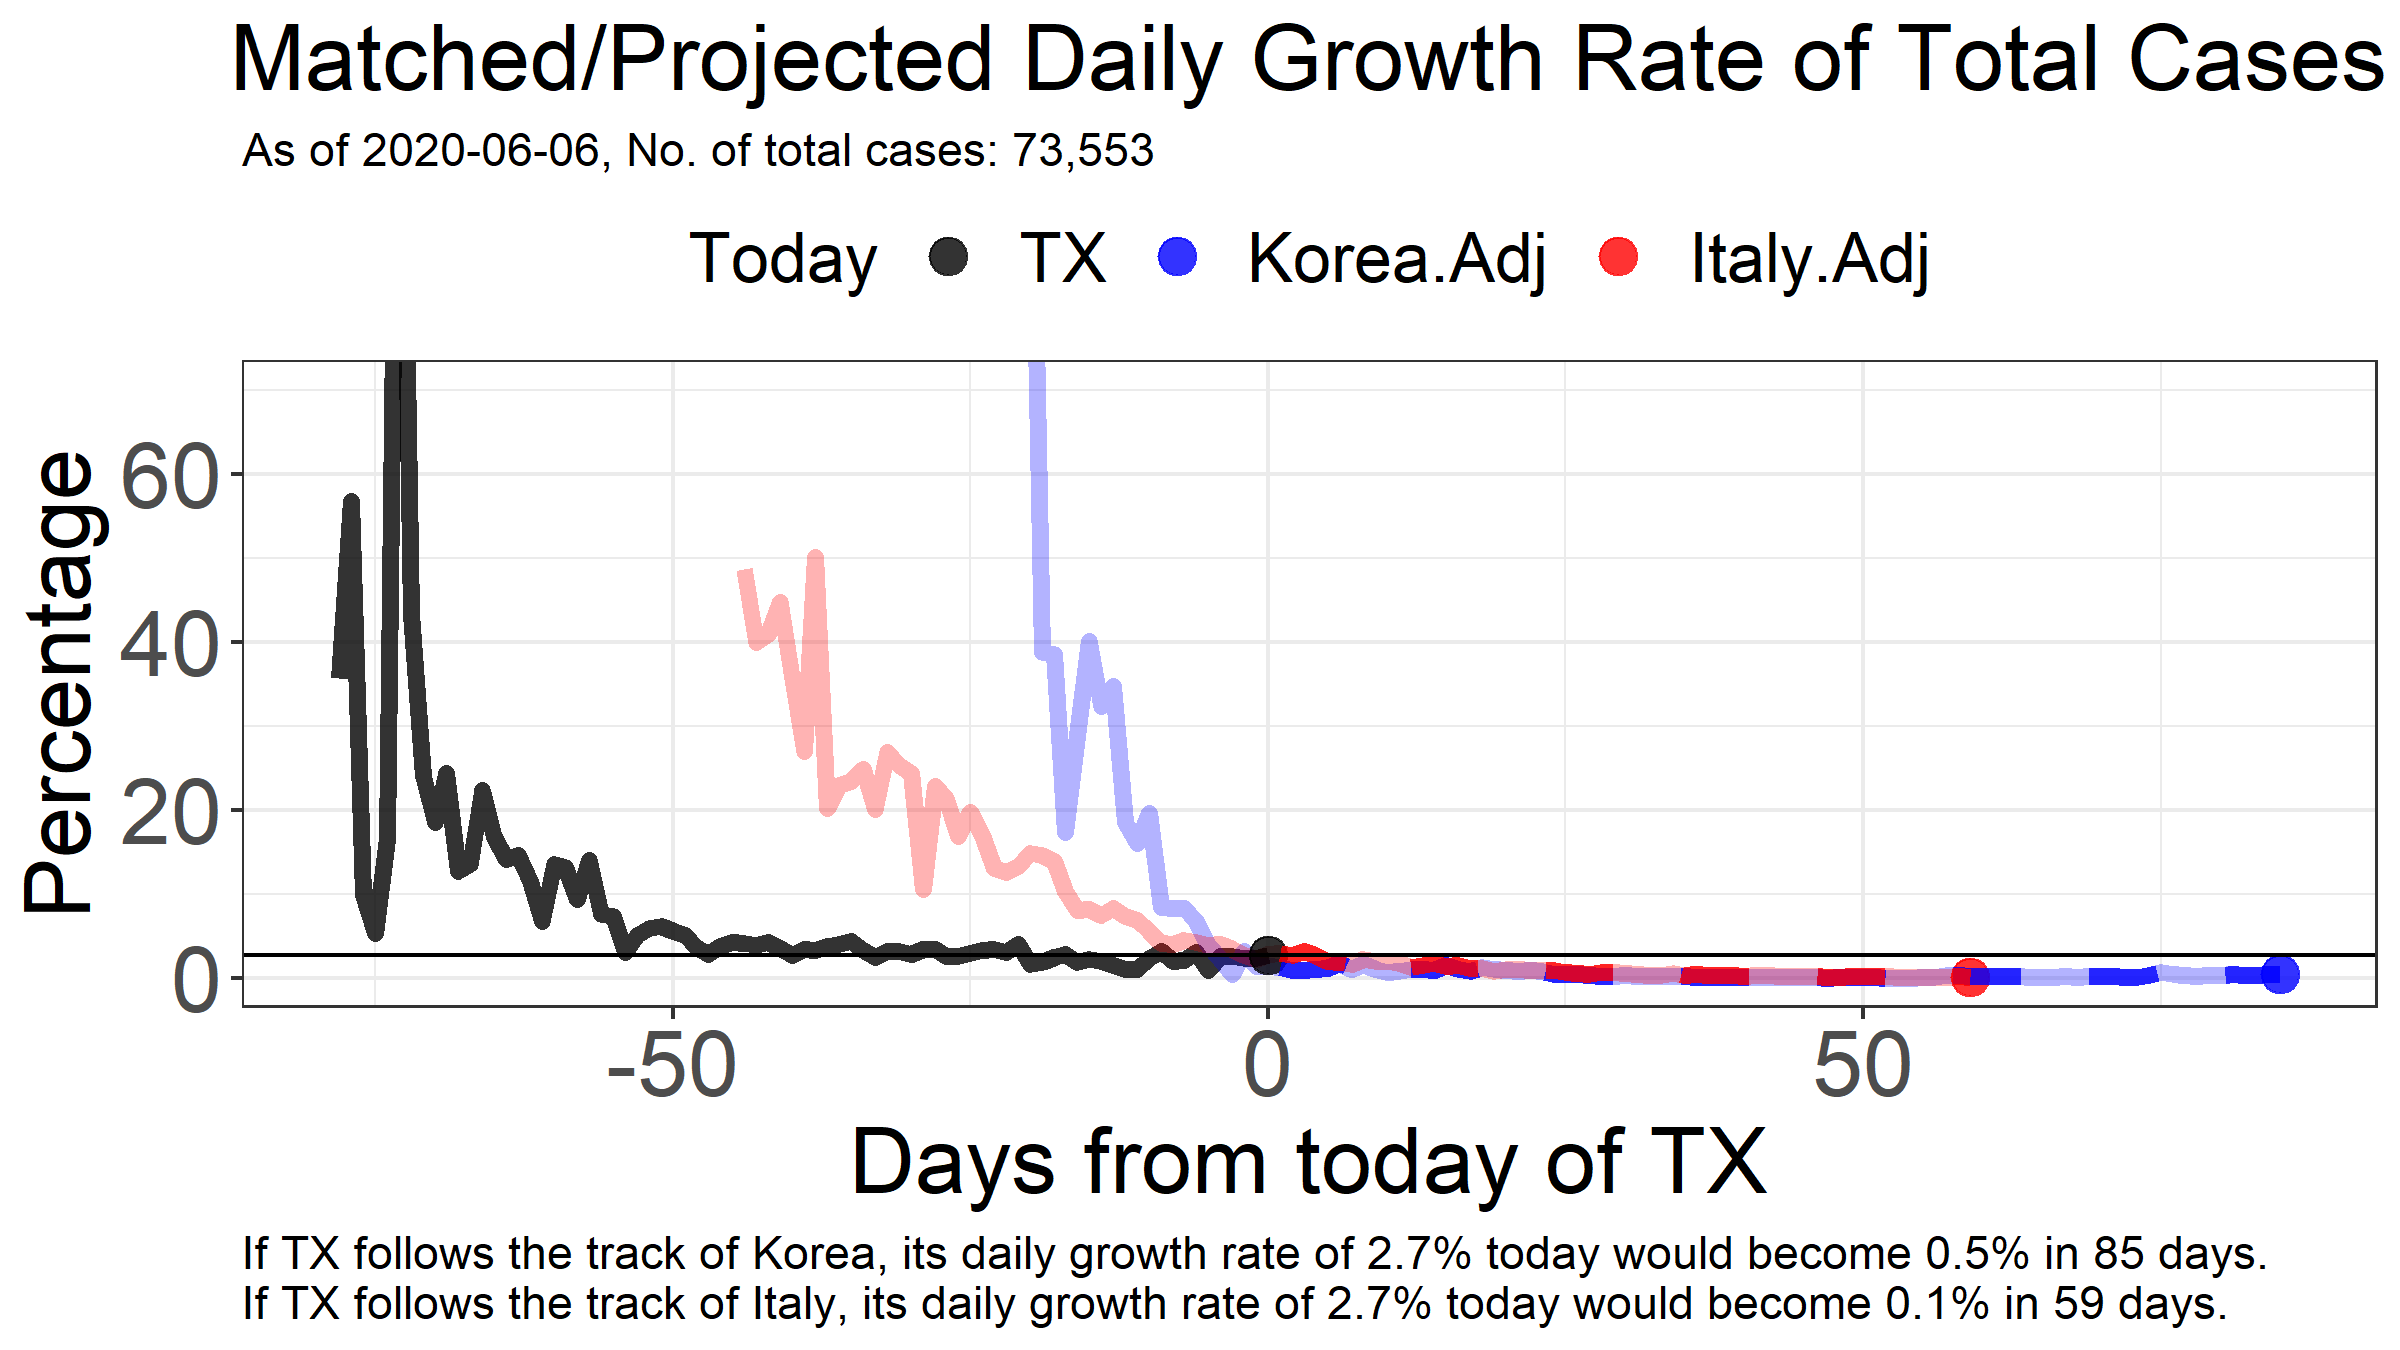 Matched/Projected Daily Growth Rate of Total Cases
As of 2020-06-06, No. of total cases: 73,553
Today TX Korea.Adj Italy.Adj
Percentage
60
40
20
0
-50 0 50
Days from today of TX
If TX follows the track of Korea, its daily growth rate of 2.7% today would become 0.5% in 85 days.
If TX follows the track of Italy, its daily growth rate of 2.7% today would become 0.1% in 59 days.